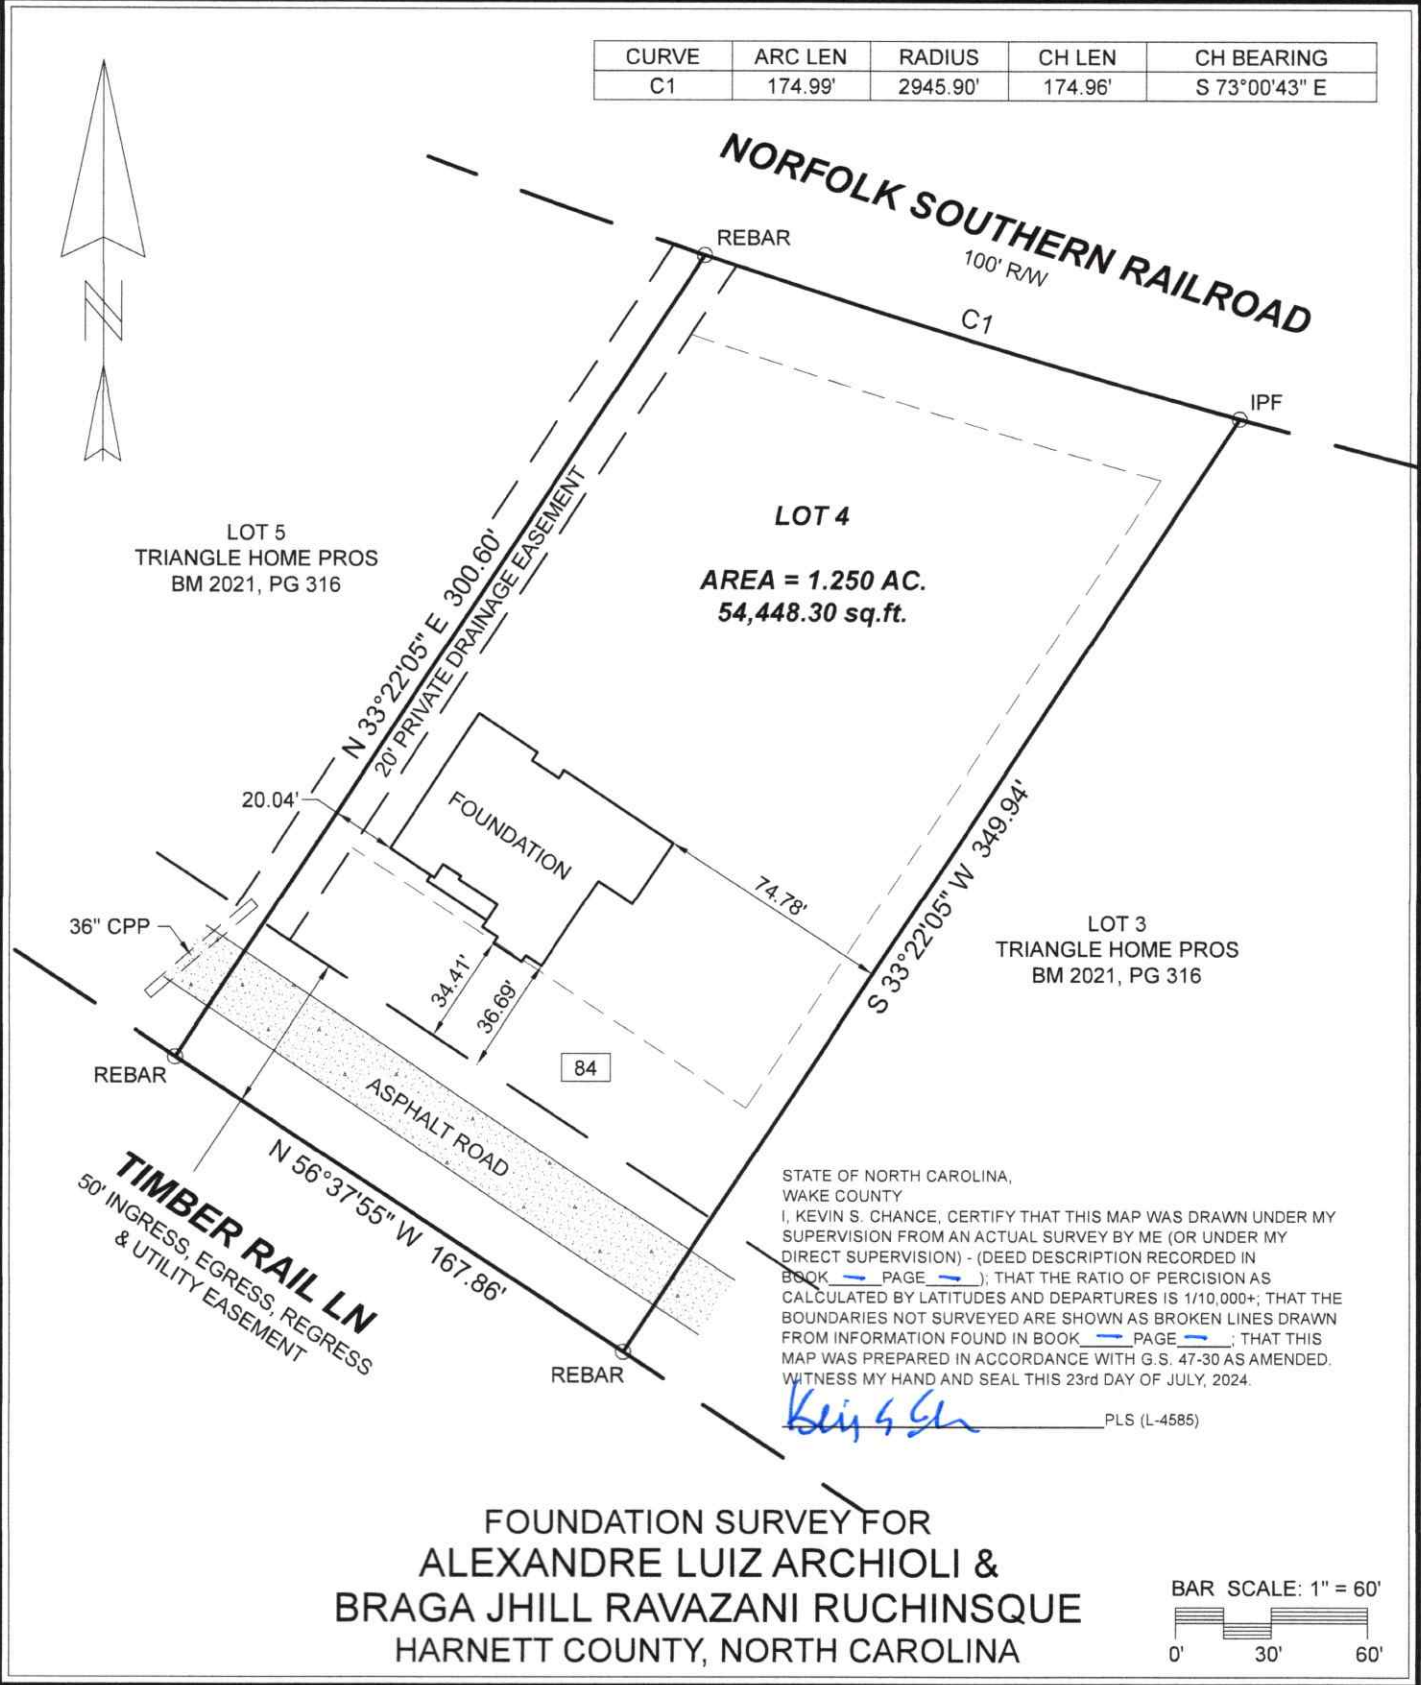 CURVE ARC LEN RADIUS CH LEN CH BEARING
C1 174.99' 2945.90' 174.96' S 73°00'43" E
NORFOLK SOUTHERN RAILROAD
100' R/W
REBAR
C1
IPF
N
LOT 5
TRIANGLE HOME PROS
BM 2021, PG 316
LOT 4
AREA = 1.250 AC.
54,448.30 sq.ft.
N 33°22'05" E 300.60'
20' PRIVATE DRAINAGE EASEMENT
20.04'
FOUNDATION
74.78'
S 33°22'05" W 349.94'
36" CPP
LOT 3
TRIANGLE HOME PROS
BM 2021, PG 316
34.41'
36.69'
84
REBAR
ASPHALT ROAD
N 56°37'55" W 167.86'
TIMBER RAIL LN
50' INGRESS, EGRESS, REGRESS
& UTILITY EASEMENT
REBAR
STATE OF NORTH CAROLINA,
WAKE COUNTY
I, KEVIN S. CHANCE, CERTIFY THAT THIS MAP WAS DRAWN UNDER MY
SUPERVISION FROM AN ACTUAL SURVEY BY ME (OR UNDER MY
DIRECT SUPERVISION) - (DEED DESCRIPTION RECORDED IN
BOOK — PAGE — ); THAT THE RATIO OF PERCISION AS
CALCULATED BY LATITUDES AND DEPARTURES IS 1/10,000+; THAT THE
BOUNDARIES NOT SURVEYED ARE SHOWN AS BROKEN LINES DRAWN
FROM INFORMATION FOUND IN BOOK — PAGE — ; THAT THIS
MAP WAS PREPARED IN ACCORDANCE WITH G.S. 47-30 AS AMENDED.
WITNESS MY HAND AND SEAL THIS 23rd DAY OF JULY, 2024.
PLS (L-4585)
FOUNDATION SURVEY FOR
ALEXANDRE LUIZ ARCHIOLI &
BRAGA JHILL RAVAZANI RUCHINSQUE
HARNETT COUNTY, NORTH CAROLINA
BAR SCALE: 1" = 60'
0' 30' 60'